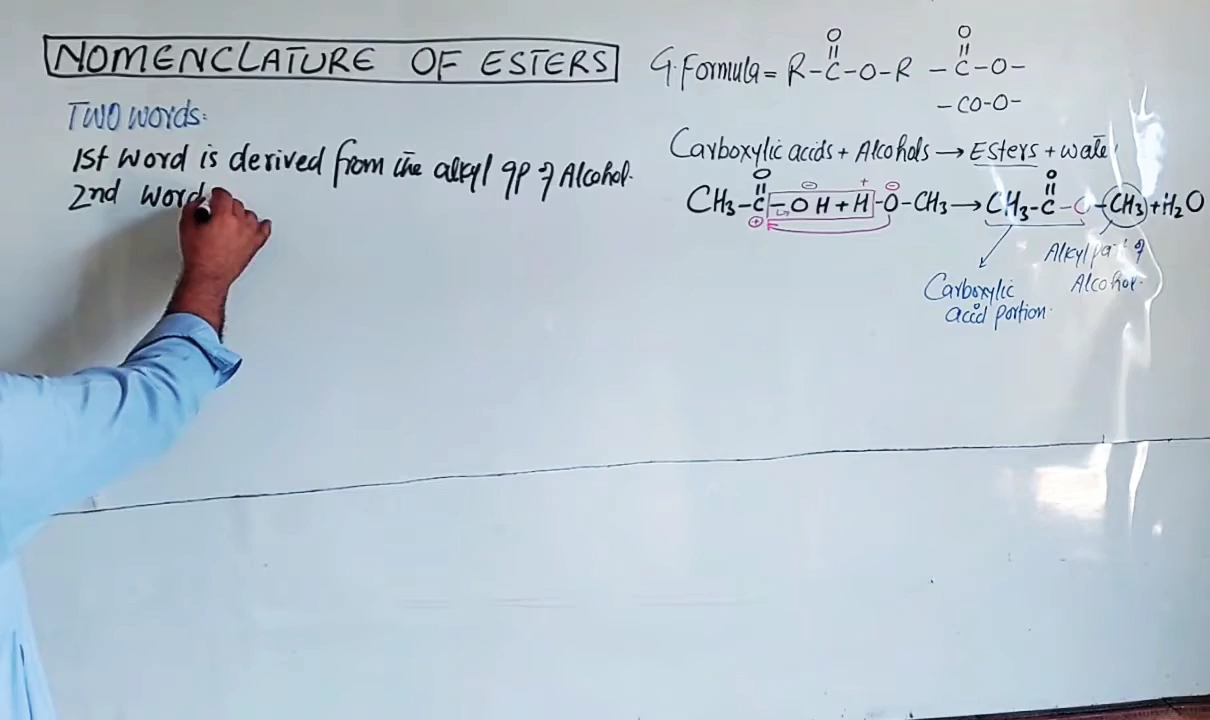 NOMENCLATURE OF ESTERS
TWO words:
1st word is derived from the alkyl gp of Alcohol.
2nd word
G.Formula = R-C-O-R -C-O-
O O
-CO-O-
Carboxylic acids + Alcohols → Esters + water
O O
CH3-C-OH + H-O-CH3 → CH3-C-O-CH3 + H2O
Alkyl part of
Alcohol.
Carboxylic
acid portion.